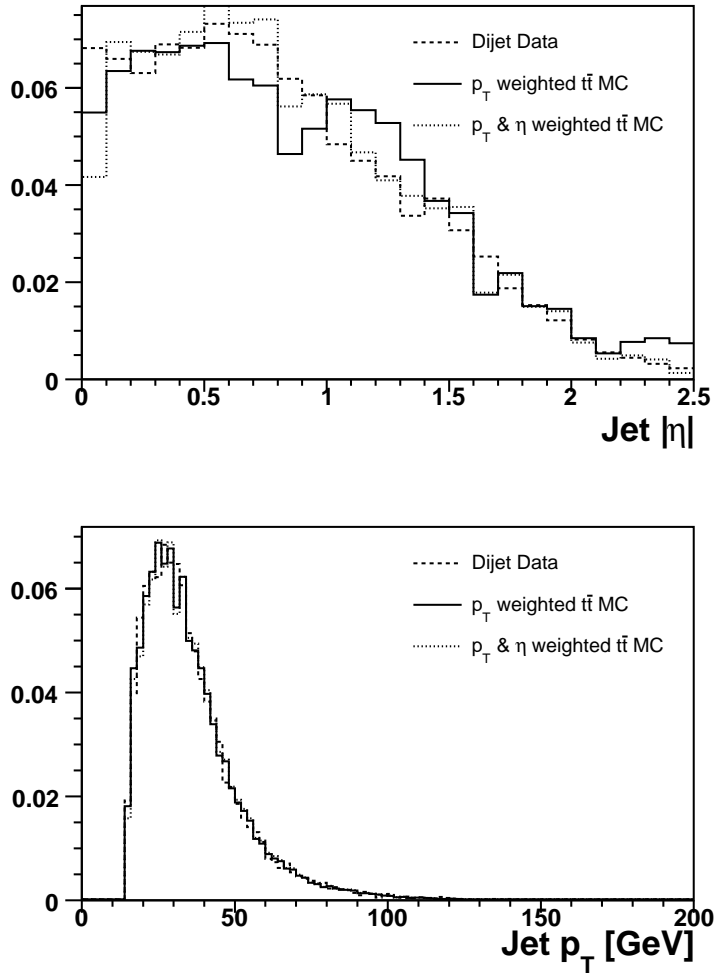 0.06
0.04
0.02
0
Dijet Data
p_T weighted tt̄ MC
p_T & η weighted tt̄ MC
0 0.5 1 1.5 2 2.5
Jet |η|
0.06
0.04
0.02
0
Dijet Data
p_T weighted tt̄ MC
p_T & η weighted tt̄ MC
0 50 100 150 200
Jet p_T [GeV]